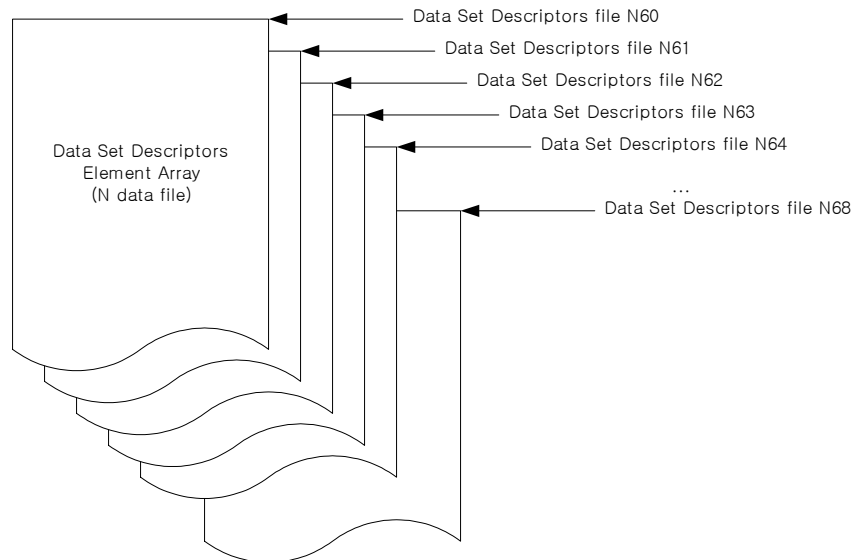 Data Set Descriptors file N60
Data Set Descriptors file N61
Data Set Descriptors file N62
Data Set Descriptors file N63
Data Set Descriptors file N64
...
Data Set Descriptors file N68
Data Set Descriptors
Element Array
(N data file)